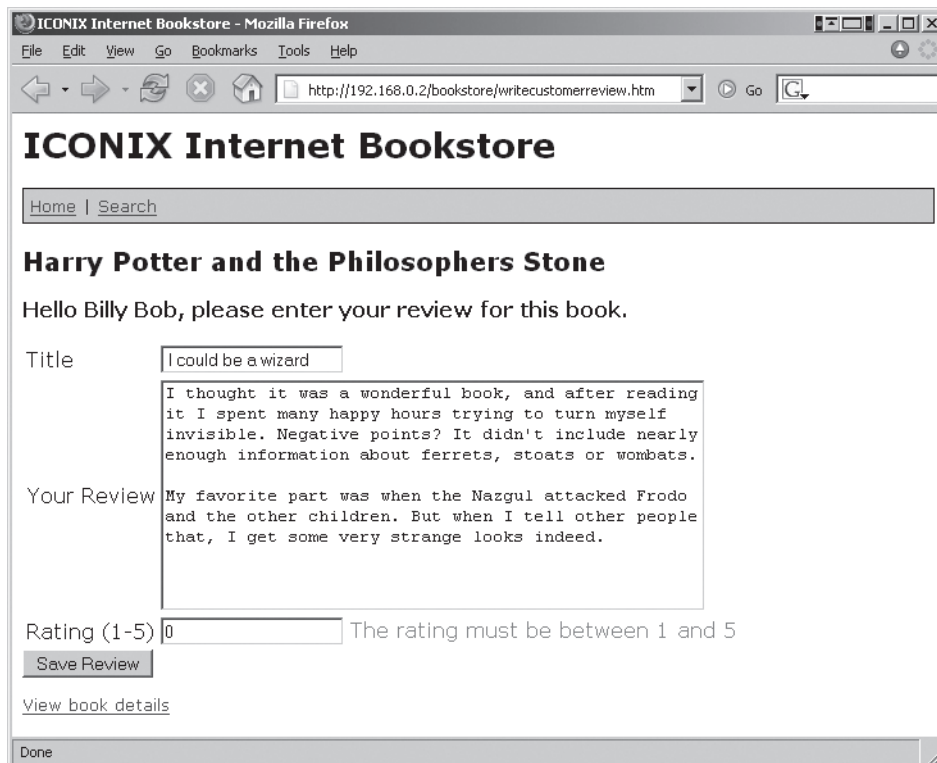 ICONIX Internet Bookstore - Mozilla Firefox
File Edit View Go Bookmarks Tools Help
http://192.168.0.2/bookstore/writecustomerreview.htm Go G
ICONIX Internet Bookstore
Home | Search
Harry Potter and the Philosophers Stone
Hello Billy Bob, please enter your review for this book.
Title I could be a wizard
I thought it was a wonderful book, and after reading
it I spent many happy hours trying to turn myself
invisible. Negative points? It didn't include nearly
enough information about ferrets, stoats or wombats.
Your Review My favorite part was when the Nazgul attacked Frodo
and the other children. But when I tell other people
that, I get some very strange looks indeed.
Rating (1-5) 0 The rating must be between 1 and 5
Save Review
View book details
Done